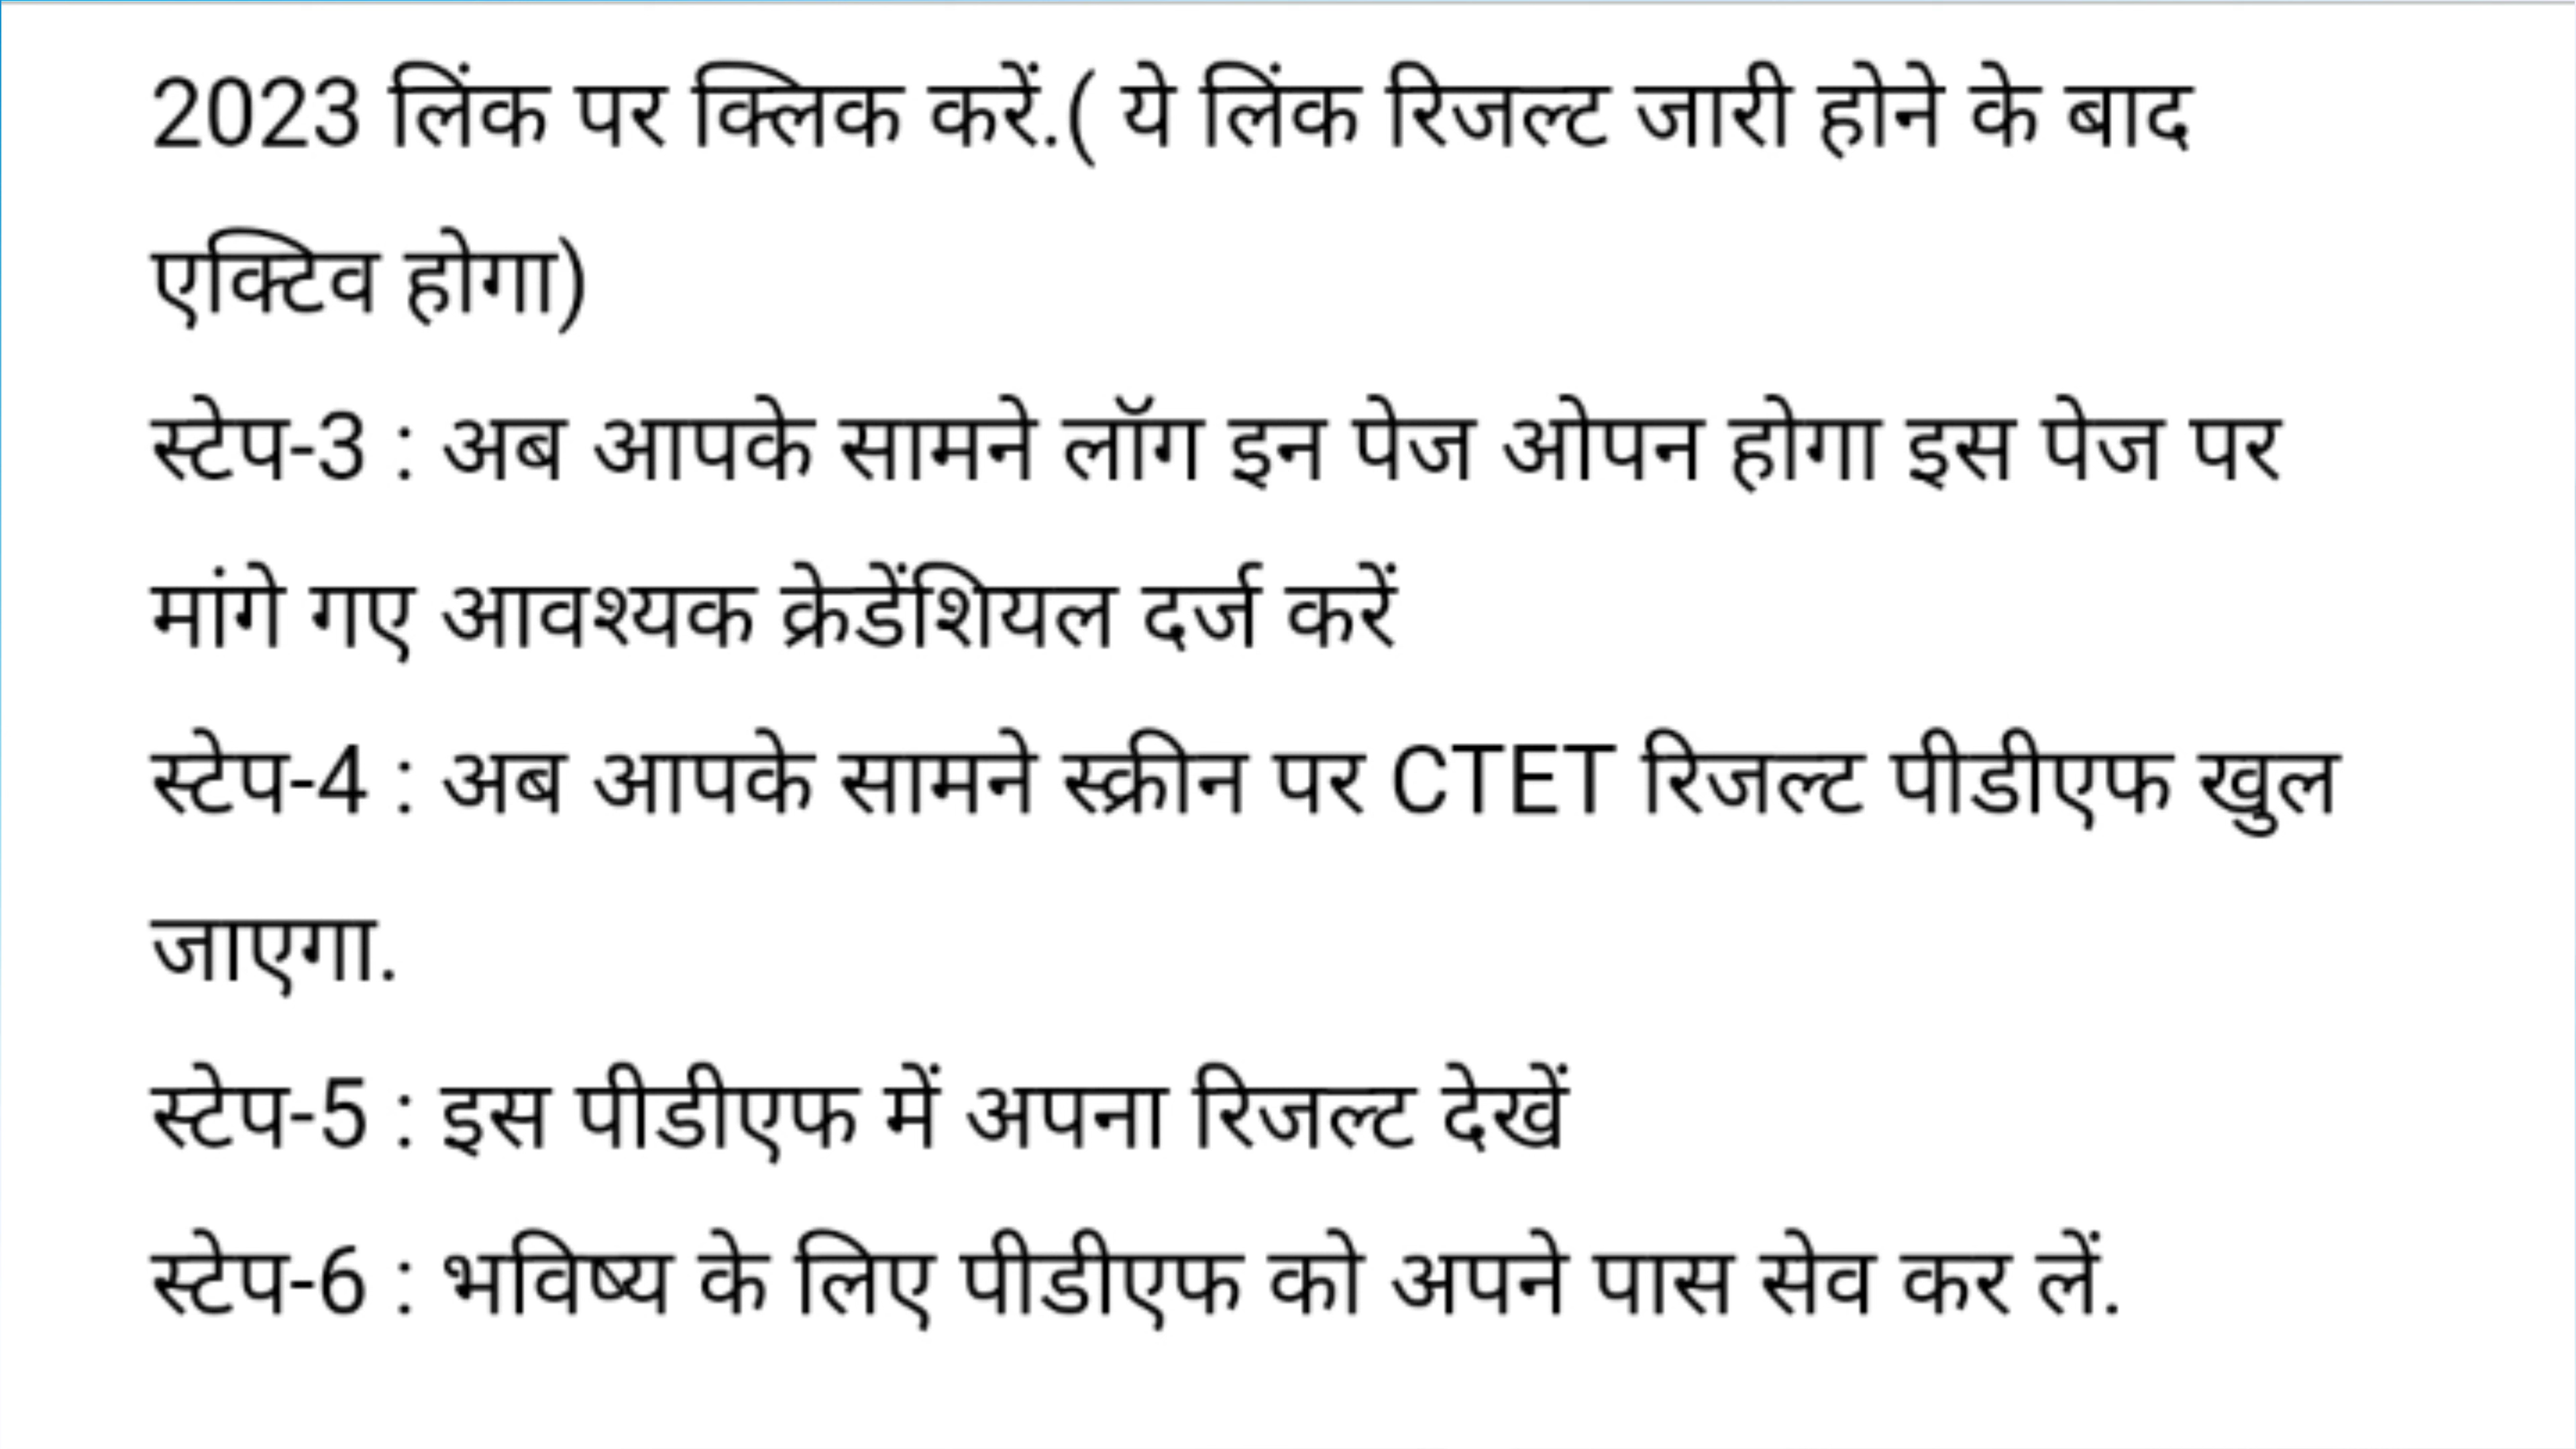 2023 लिंक पर क्लिक करें.( ये लिंक रिजल्ट जारी होने के बाद
एक्टिव होगा)
स्टेप-3 : अब आपके सामने लॉग इन पेज ओपन होगा इस पेज पर
मांगे गए आवश्यक क्रेडेंशियल दर्ज करें
स्टेप-4 : अब आपके सामने स्क्रीन पर CTET रिजल्ट पीडीएफ खुल
जाएगा.
स्टेप-5 : इस पीडीएफ में अपना रिजल्ट देखें
स्टेप-6 : भविष्य के लिए पीडीएफ को अपने पास सेव कर लें.